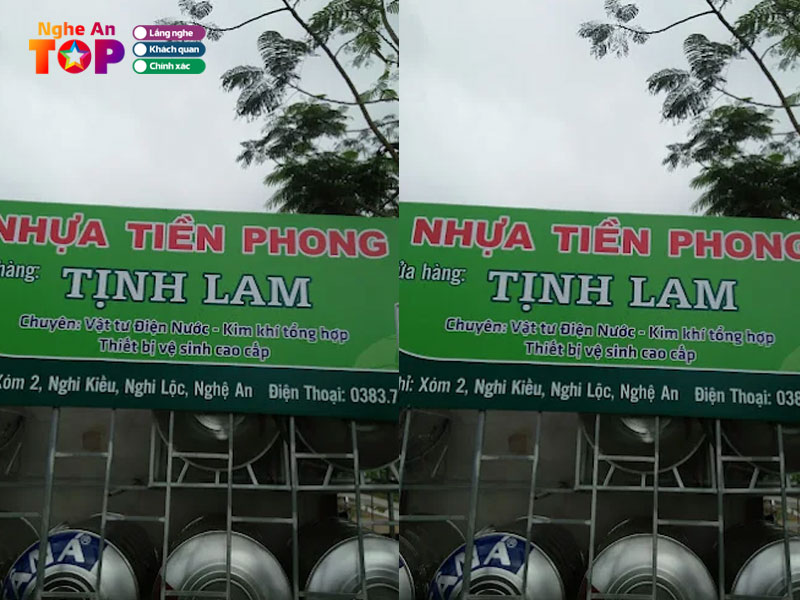 Nghe An
TOP
Lắng nghe
Khách quan
Chính xác
NHỰA TIỀN PHONG
hàng: TỊNH LAM
Chuyên: Vật tư Điện Nước - Kim khí tổng hợp
Thiết bị vệ sinh cao cấp
Xóm 2, Nghi Kiều, Nghi Lộc, Nghệ An Điện Thoại: 0383.7
AMA®
NHỰA TIỀN PHONG
ửa hàng: TỊNH LAM
Chuyên: Vật tư Điện Nước - Kim khí tổng hợp
Thiết bị vệ sinh cao cấp
hỉ: Xóm 2, Nghi Kiều, Nghi Lộc, Nghệ An Điện Thoại: 038
AMA®